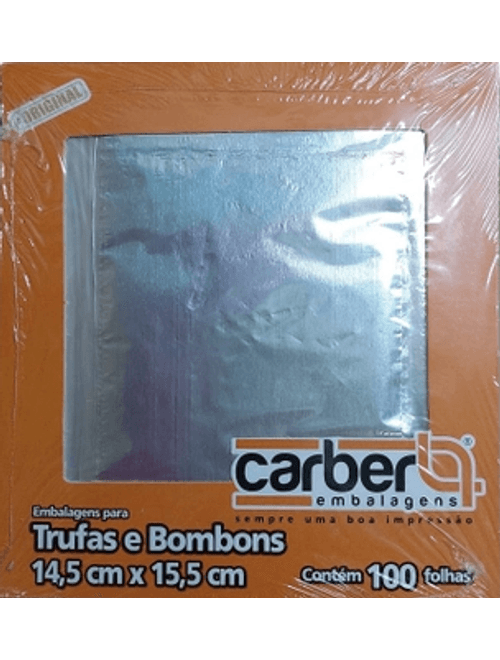 ORIGINAL
carber ®
embalagens
sempre uma boa impressão
Embalagens para
Trufas e Bombons
14,5 cm x 15,5 cm
Contém 100 folhas